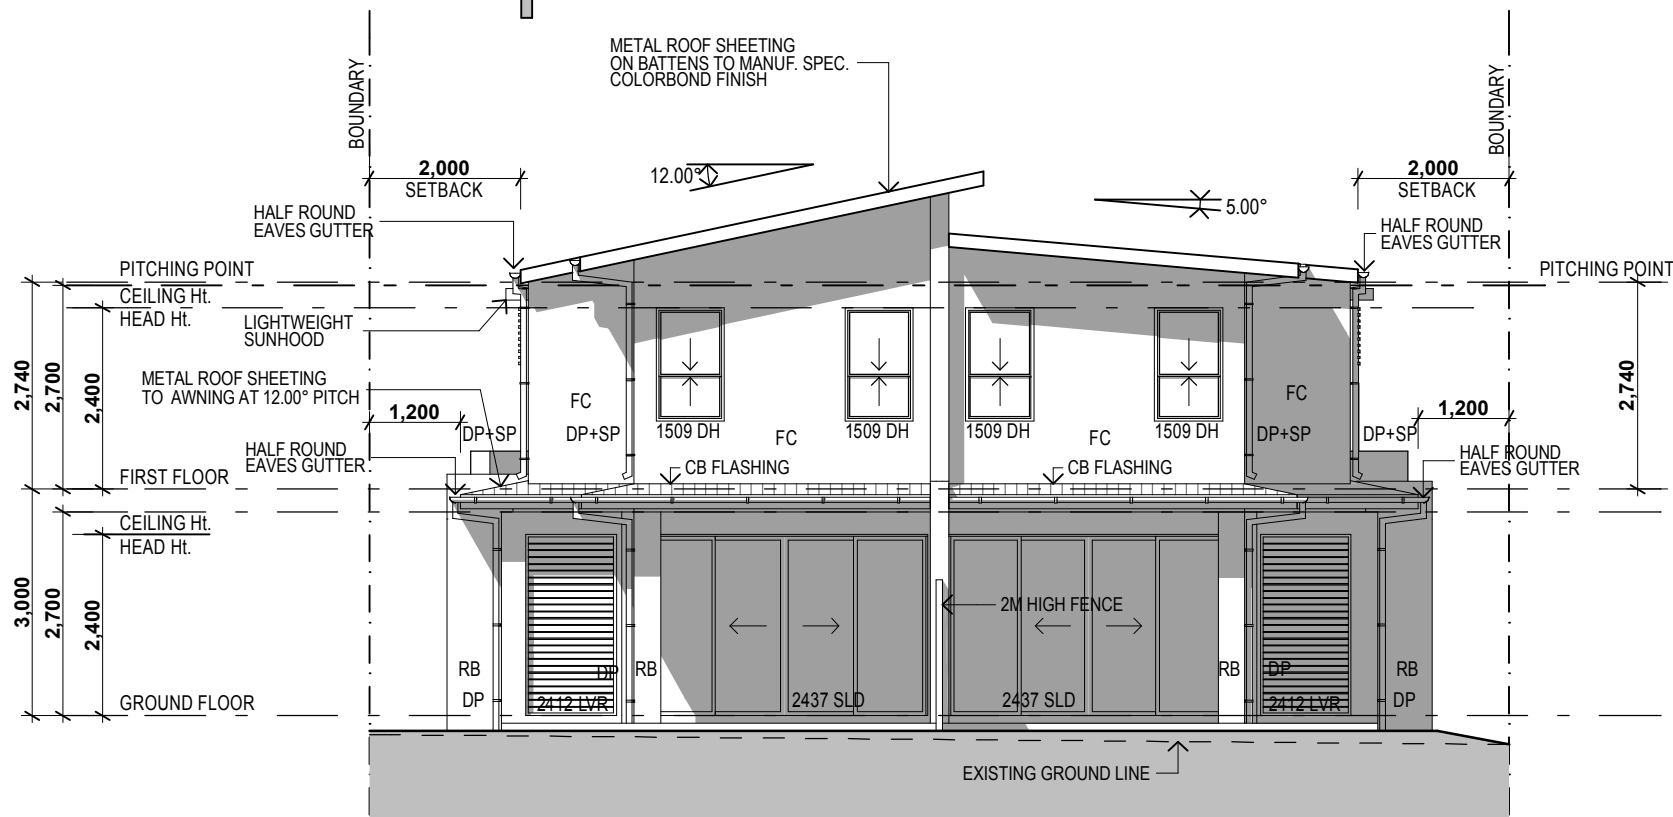 METAL ROOF SHEETING
ON BATTENS TO MANUF. SPEC.
COLORBOND FINISH
BOUNDARY
BOUNDARY
2,000
SETBACK
12.00°
5.00°
2,000
SETBACK
HALF ROUND
EAVES GUTTER
HALF ROUND
EAVES GUTTER
PITCHING POINT
PITCHING POINT
CEILING Ht.
HEAD Ht.
LIGHTWEIGHT
SUNHOOD
METAL ROOF SHEETING
TO AWNING AT 12.00° PITCH
2,740
2,700
2,400
2,740
1,200
1,200
FC
FC
DP+SP
DP+SP
1509 DH
FC
1509 DH
1509 DH
FC
1509 DH
DP+SP
DP+SP
HALF ROUND
EAVES GUTTER
HALF ROUND
EAVES GUTTER
CB FLASHING
CB FLASHING
FIRST FLOOR
CEILING Ht.
HEAD Ht.
3,000
2,700
2,400
2M HIGH FENCE
RB
DP
RB
RB
DP
RB
DP
2412 LVR
2437 SLD
2437 SLD
2412 LVR
DP
GROUND FLOOR
EXISTING GROUND LINE